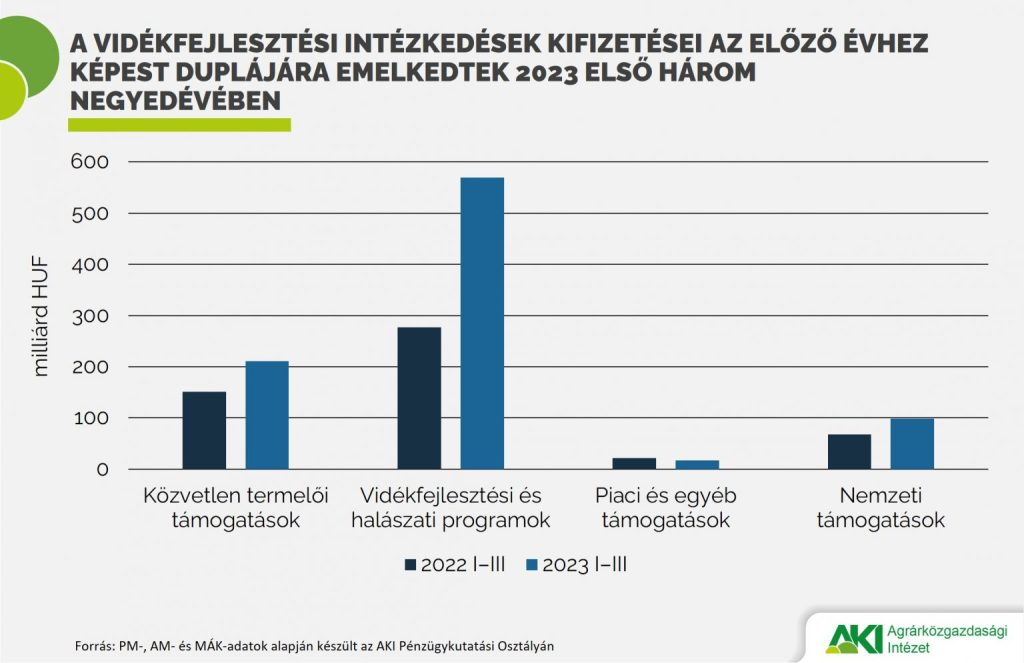 A VIDÉKFEJLESZTÉSI INTÉZKEDÉSEK KIFIZETÉSEI AZ ELŐZŐ ÉVHEZ
KÉPEST DUPLÁJÁRA EMELKEDTEK 2023 ELSŐ HÁROM
NEGYEDÉVÉBEN
milliárd HUF
600
500
400
300
200
100
0
Közvetlen termelői
támogatások
Vidékfejlesztési és
halászati programok
Piaci és egyéb
támogatások
Nemzeti
támogatások
2022 I–III
2023 I–III
Forrás: PM-, AM- és MÁK-adatok alapján készült az AKI Pénzügykutatási Osztályán
AKI
Agrárközgazdasági
Intézet